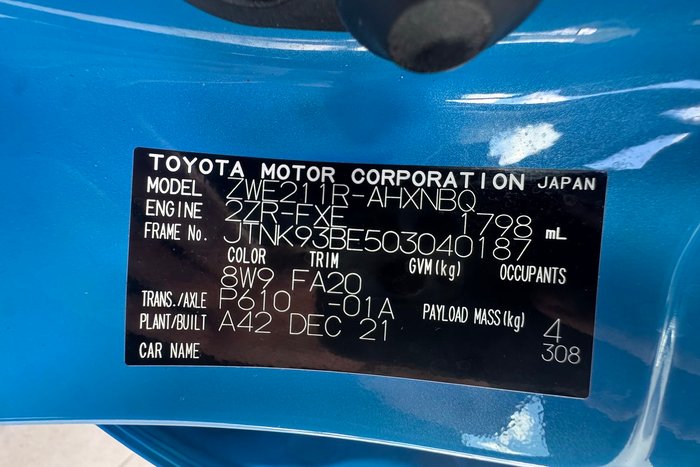 TOYOTA MOTOR CORPORATION JAPAN
MODEL ZWE211R-AHXNBQ
ENGINE 2ZR-FXE 1798 mL
FRAME No. JTNK93BE503040187
COLOR TRIM GVM(kg) OCCUPANTS
8W9 FA20
TRANS./AXLE P610 -01A PAYLOAD MASS(kg) 4
PLANT/BUILT A42 DEC 21 308
CAR NAME